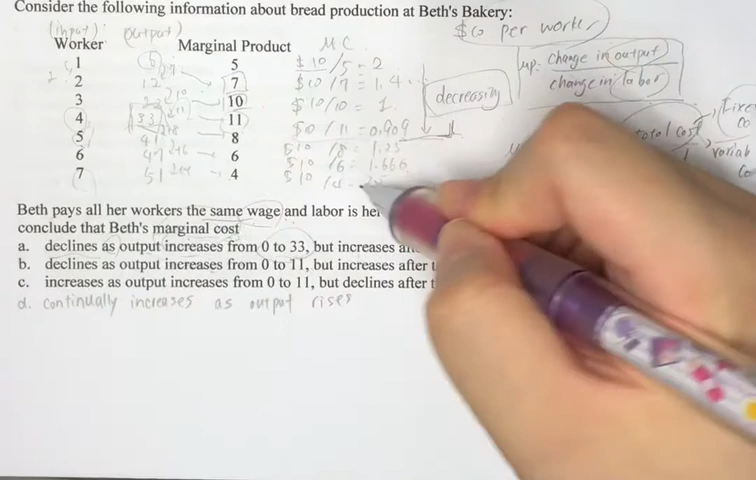 Consider the following information about bread production at Beth's Bakery:
(input) (output) M C $10 per worker
Worker Marginal Product
1 5 $10/5 = 2
2 12 7 $10/7 = 1.4
3 10 $10/10 = 1
4 33 11 $0/11 = 0.909
5 41 8 $10/8 = 1.25
6 47 6 $10/6 = 1.666
7 51 4 $10/4 =
mp: change in output
change in labor
decreasing
total cost
Fixed
Co
variab
Co
Beth pays all her workers the same wage and labor is her
conclude that Beth's marginal cost
a. declines as output increases from 0 to 33, but increases
b. declines as output increases from 0 to 11, but increases after t
c. increases as output increases from 0 to 11, but declines after t
d. continually increases as output rises